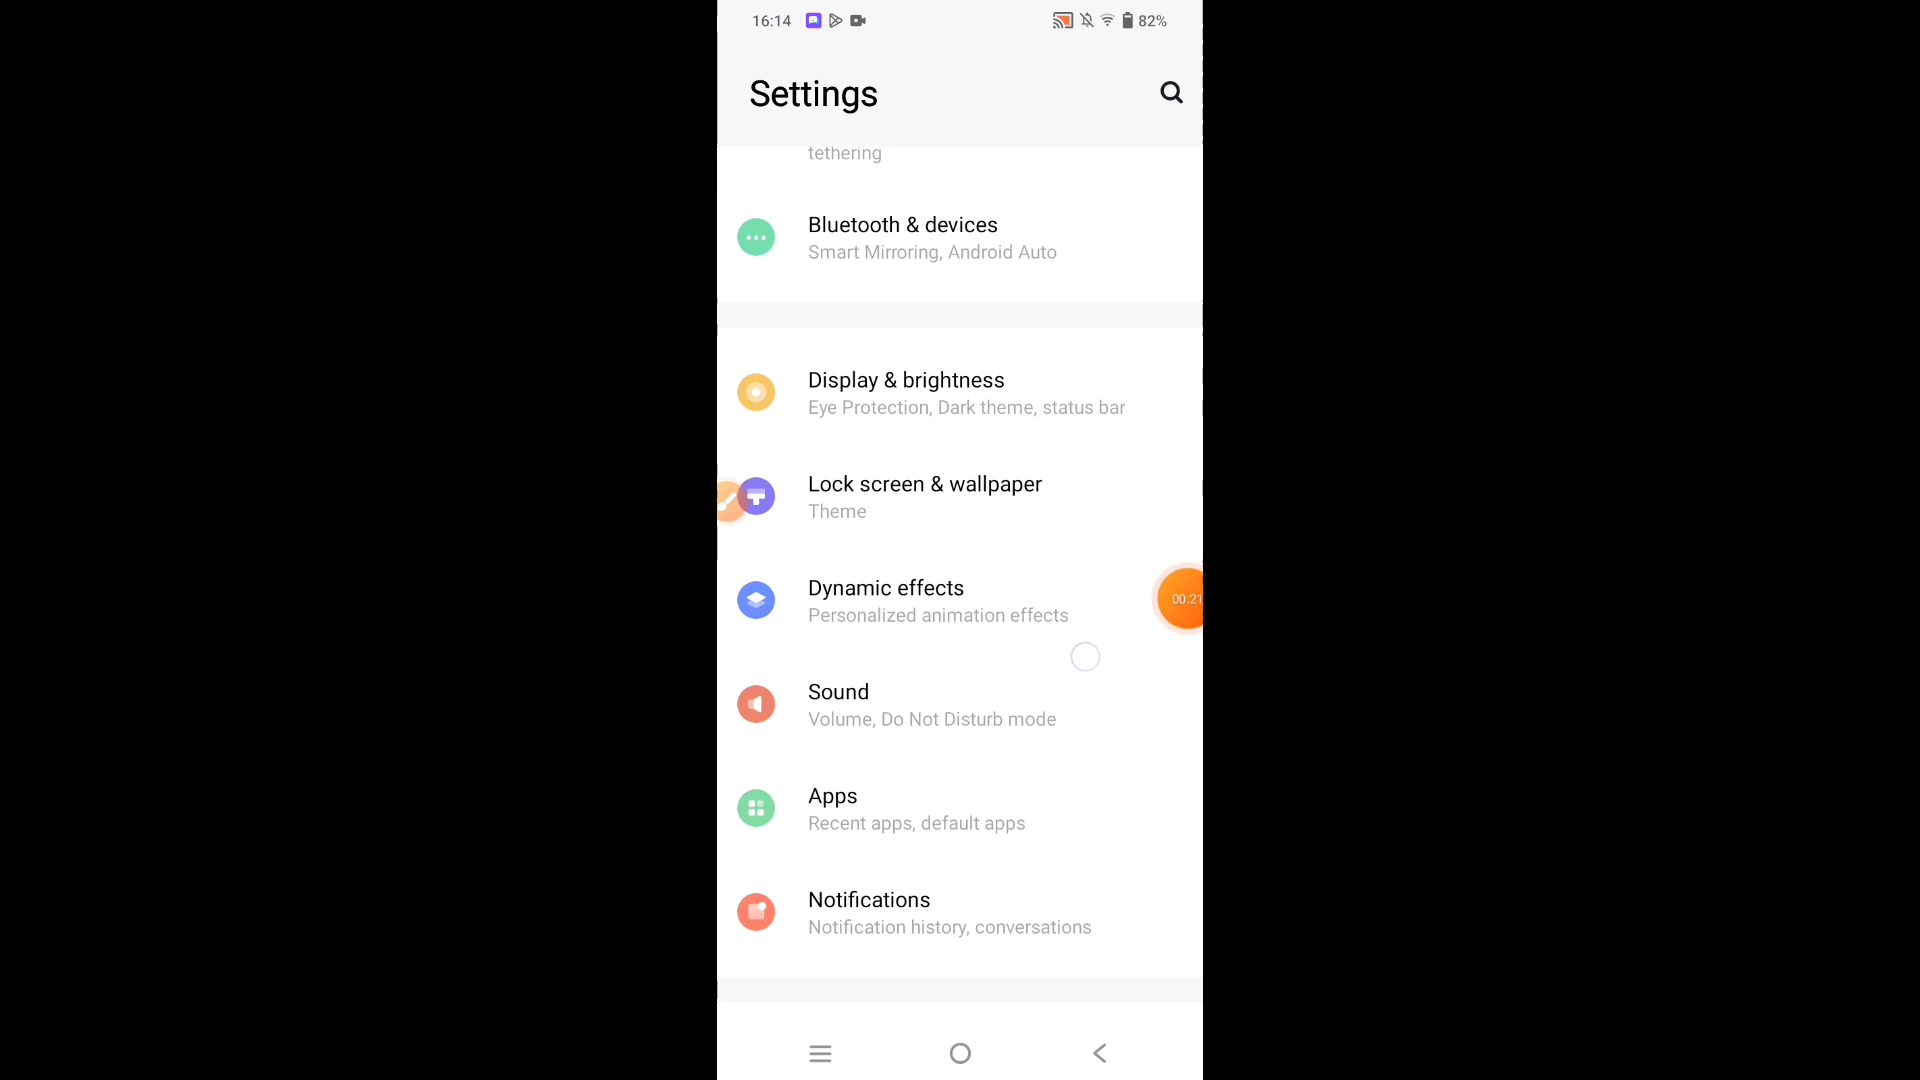 16:14
82%
Settings
tethering
Bluetooth & devices
Smart Mirroring, Android Auto
Display & brightness
Eye Protection, Dark theme, status bar
Lock screen & wallpaper
Theme
Dynamic effects
Personalized animation effects
00:21
Sound
Volume, Do Not Disturb mode
Apps
Recent apps, default apps
Notifications
Notification history, conversations